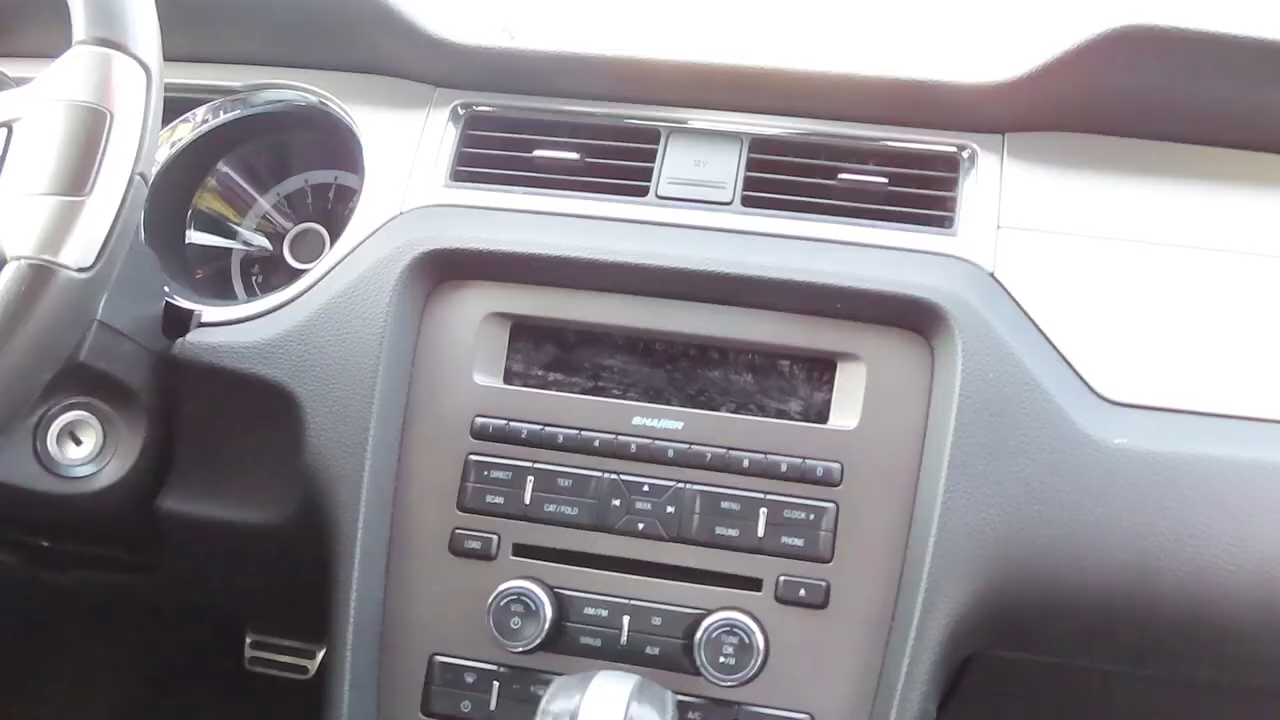 12V
SHAKER
1 2 3 4 5 6 7 8 9 0
DIRECT TEXT MENU CLOCK
SCAN CAT/FOLD SEEK SOUND PHONE
LOAD
VOL AM/FM CD TUNE
SIRIUS AUX OK
A/C